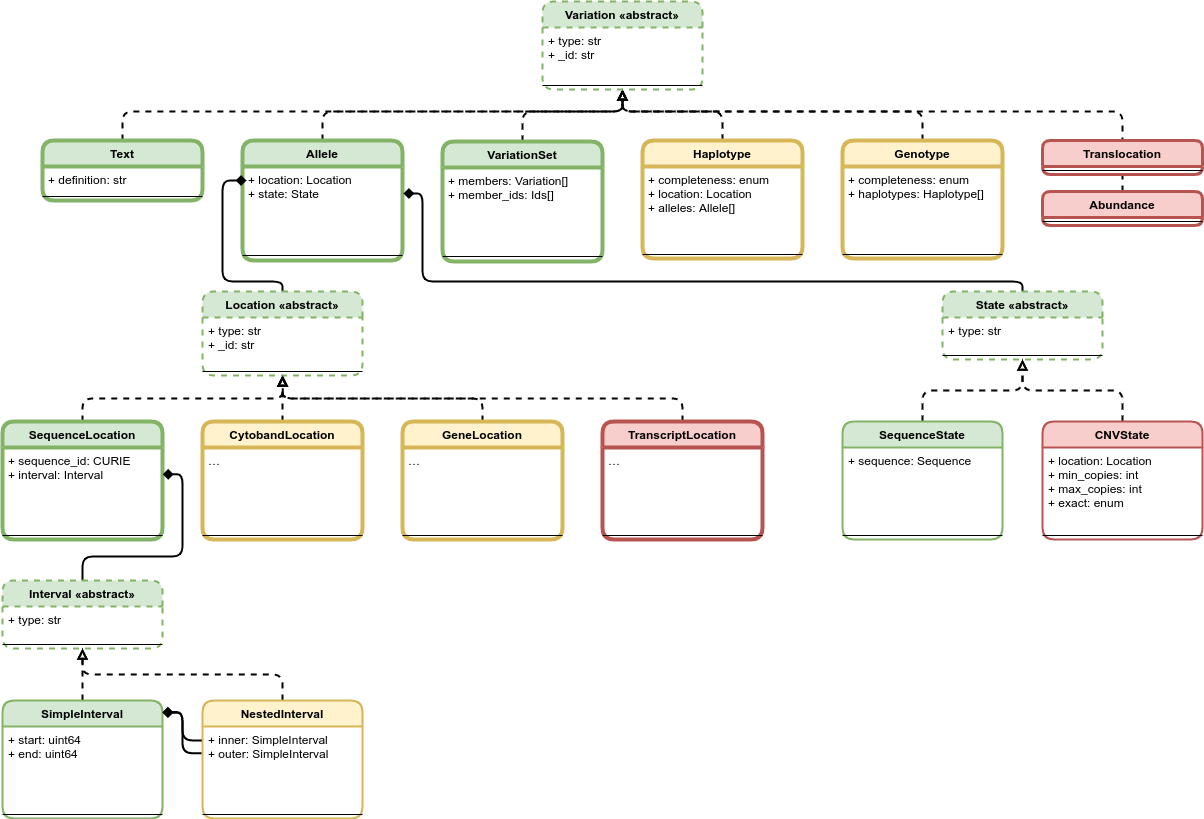 Variation «abstract»
+ type: str
+ _id: str
Text
+ definition: str
Allele
+ location: Location
+ state: State
VariationSet
+ members: Variation[]
+ member_ids: Ids[]
Haplotype
+ completeness: enum
+ location: Location
+ alleles: Allele[]
Genotype
+ completeness: enum
+ haplotypes: Haplotype[]
Translocation
Abundance
Location «abstract»
+ type: str
+ _id: str
State «abstract»
+ type: str
SequenceLocation
+ sequence_id: CURIE
+ interval: Interval
CytobandLocation
...
GeneLocation
...
TranscriptLocation
...
SequenceState
+ sequence: Sequence
CNVState
+ location: Location
+ min_copies: int
+ max_copies: int
+ exact: enum
Interval «abstract»
+ type: str
SimpleInterval
+ start: uint64
+ end: uint64
NestedInterval
+ inner: SimpleInterval
+ outer: SimpleInterval